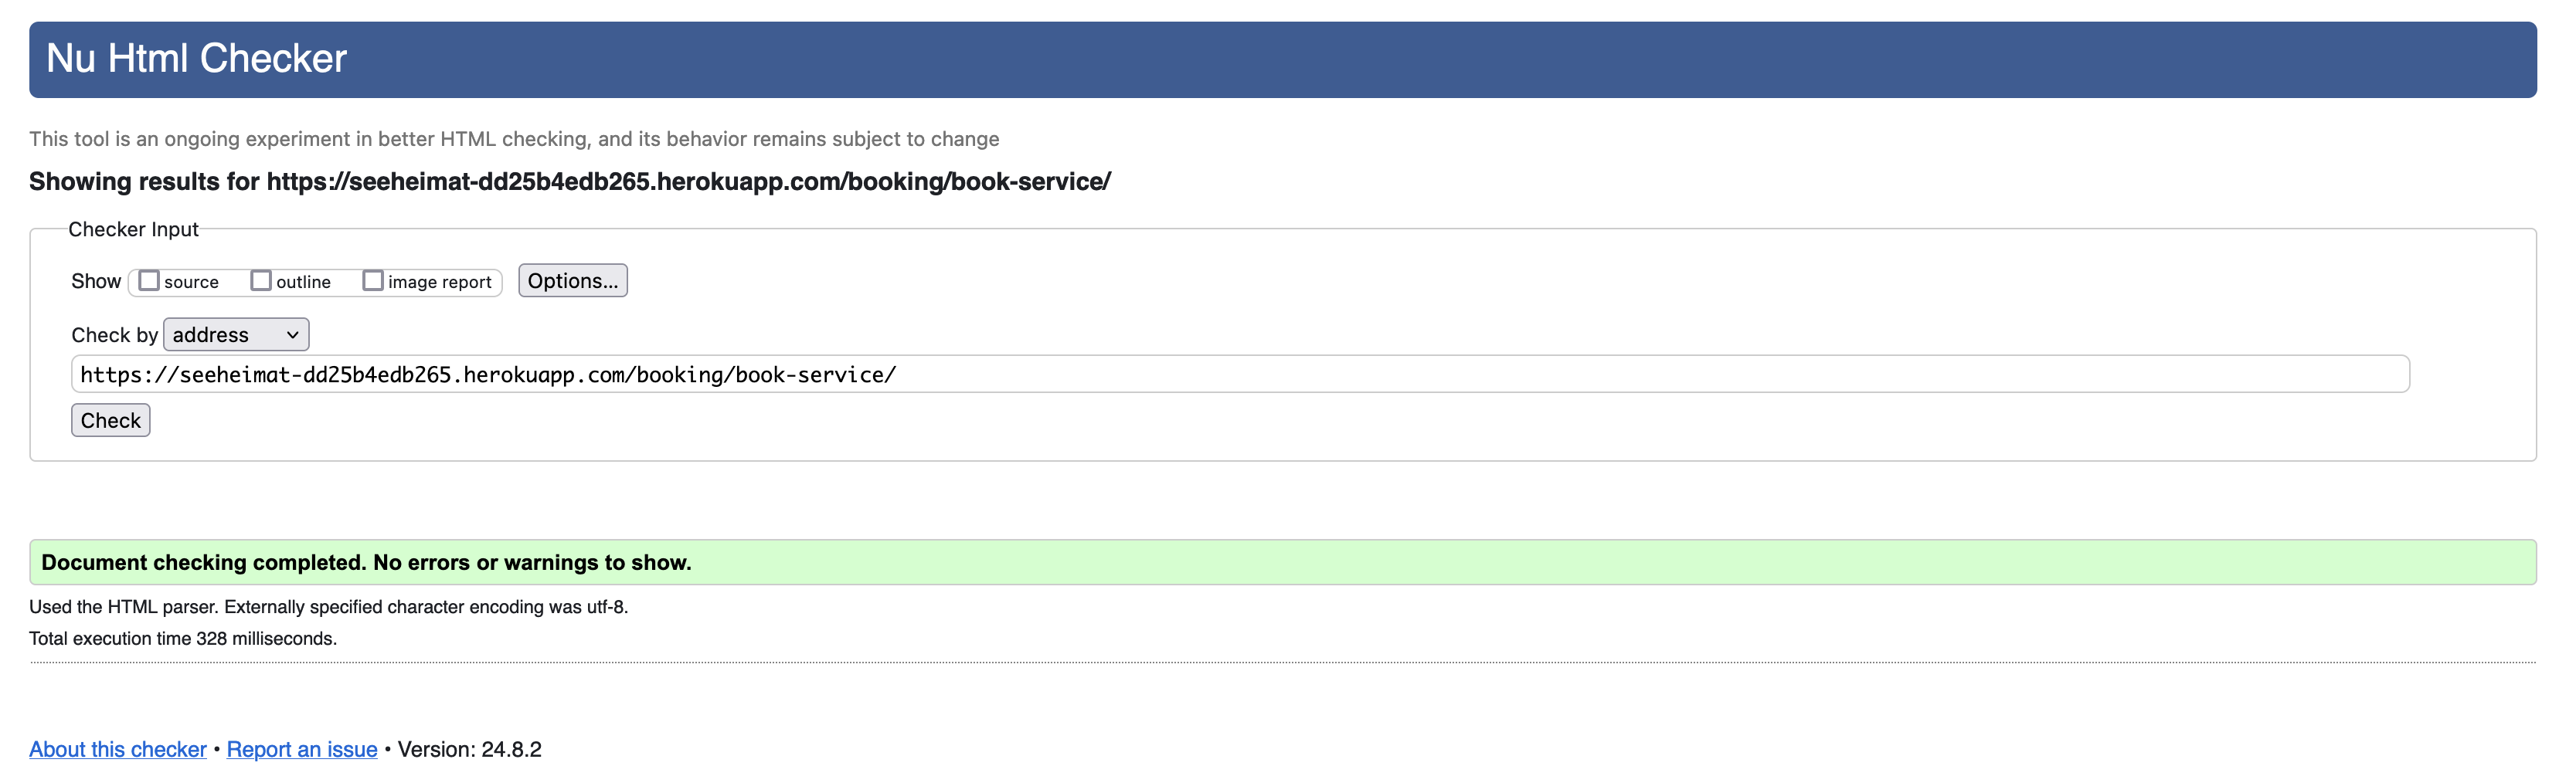 Nu Html Checker
This tool is an ongoing experiment in better HTML checking, and its behavior remains subject to change
Showing results for https://seeheimat-dd25b4edb265.herokuapp.com/booking/book-service/
Checker Input
Show source outline image report Options...
Check by address
https://seeheimat-dd25b4edb265.herokuapp.com/booking/book-service/
Check
Document checking completed. No errors or warnings to show.
Used the HTML parser. Externally specified character encoding was utf-8.
Total execution time 328 milliseconds.
About this checker • Report an issue • Version: 24.8.2